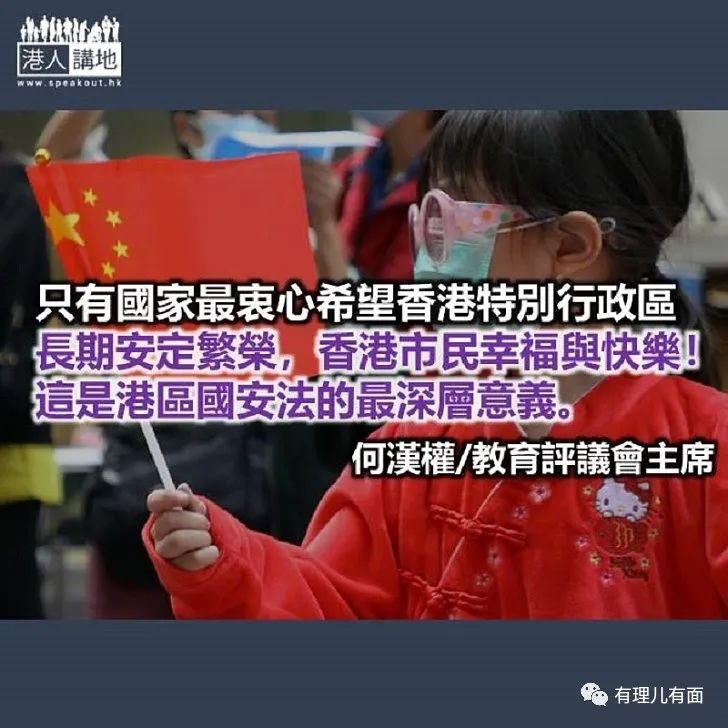 港人講地
www.speakout.hk
只有國家最衷心希望香港特別行政區
長期安定繁榮，香港市民幸福與快樂！
這是港區國安法的最深層意義。
何漢權/教育評議會主席
有理儿有面